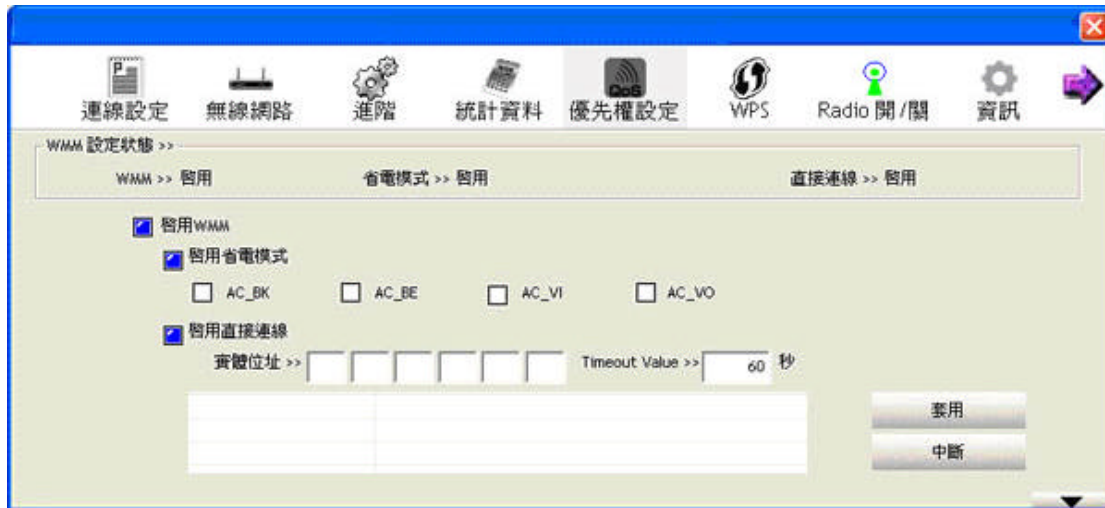 連線設定 無線網路 進階 統計資料 QoS 優先權設定 WPS Radio 開/關 資訊
WMM 設定狀態 >>
WMM >> 啟用 省電模式 >> 啟用 直接連線 >> 啟用
啟用WMM
啟用省電模式
AC_BK AC_BE AC_VI AC_VO
啟用直接連線
實體位址 >> Timeout Value >> 60 秒
套用
中斷